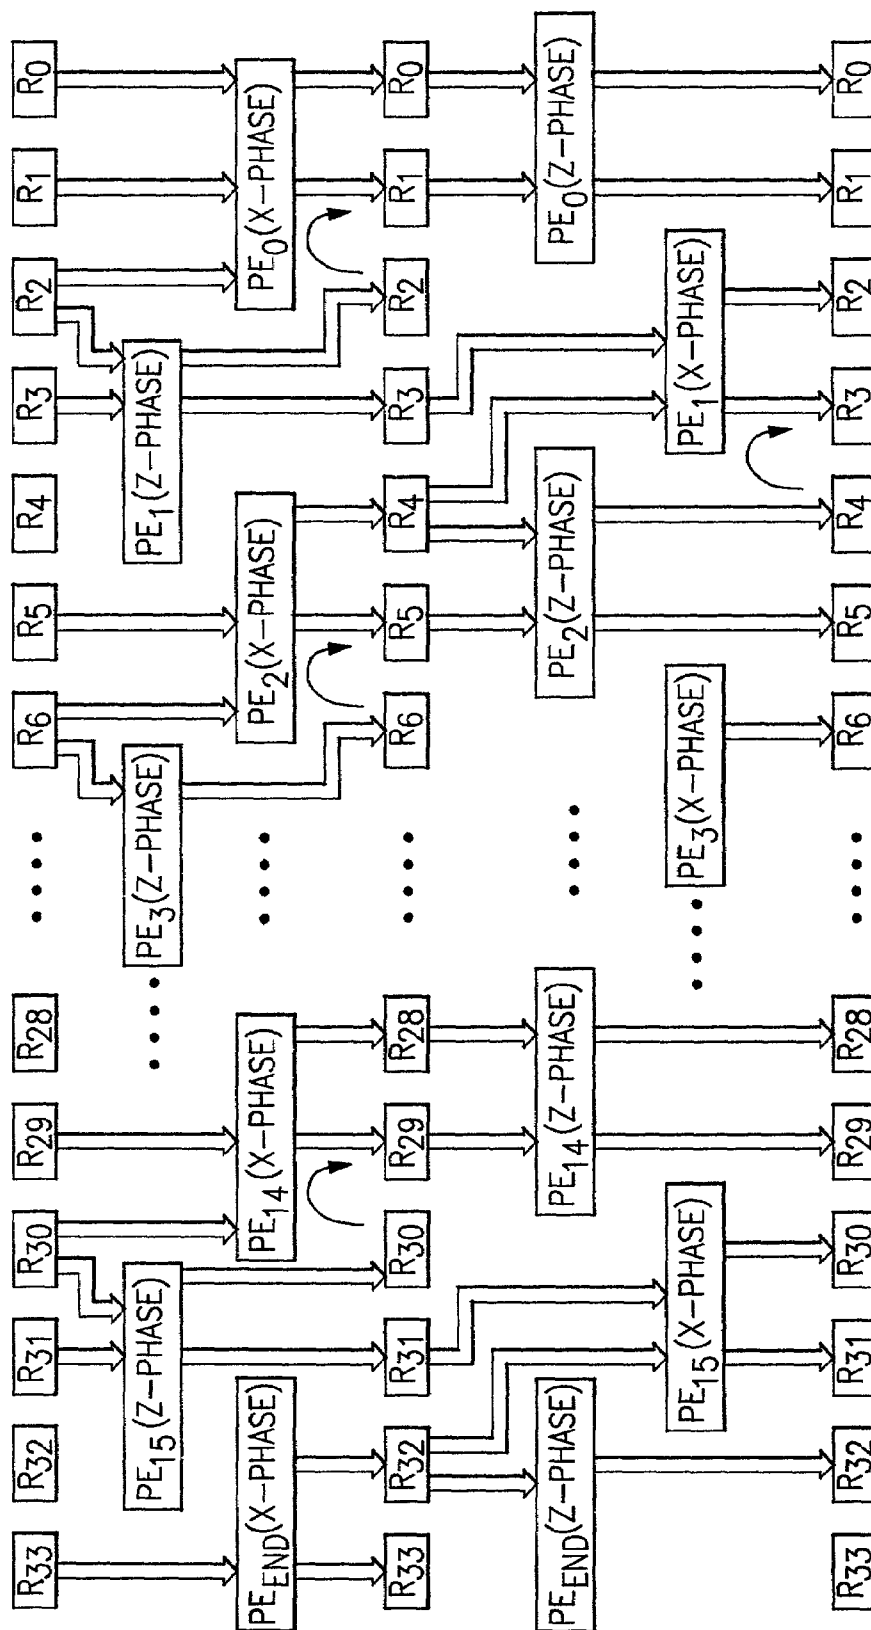 R33 R32 R31 R30 R29 R28 R6 R5 R4 R3 R2 R1 R0
PE15(Z-PHASE) PE3(Z-PHASE) PE1(Z-PHASE)
PEEND(X-PHASE) PE14(X-PHASE) PE2(X-PHASE) PE0(X-PHASE)
R33 R32 R31 R30 R29 R28 R6 R5 R4 R3 R2 R1 R0
PEEND(Z-PHASE) PE14(Z-PHASE) PE2(Z-PHASE) PE0(Z-PHASE)
PE15(X-PHASE) PE3(X-PHASE) PE1(X-PHASE)
R33 R32 R31 R30 R29 R28 R6 R5 R4 R3 R2 R1 R0